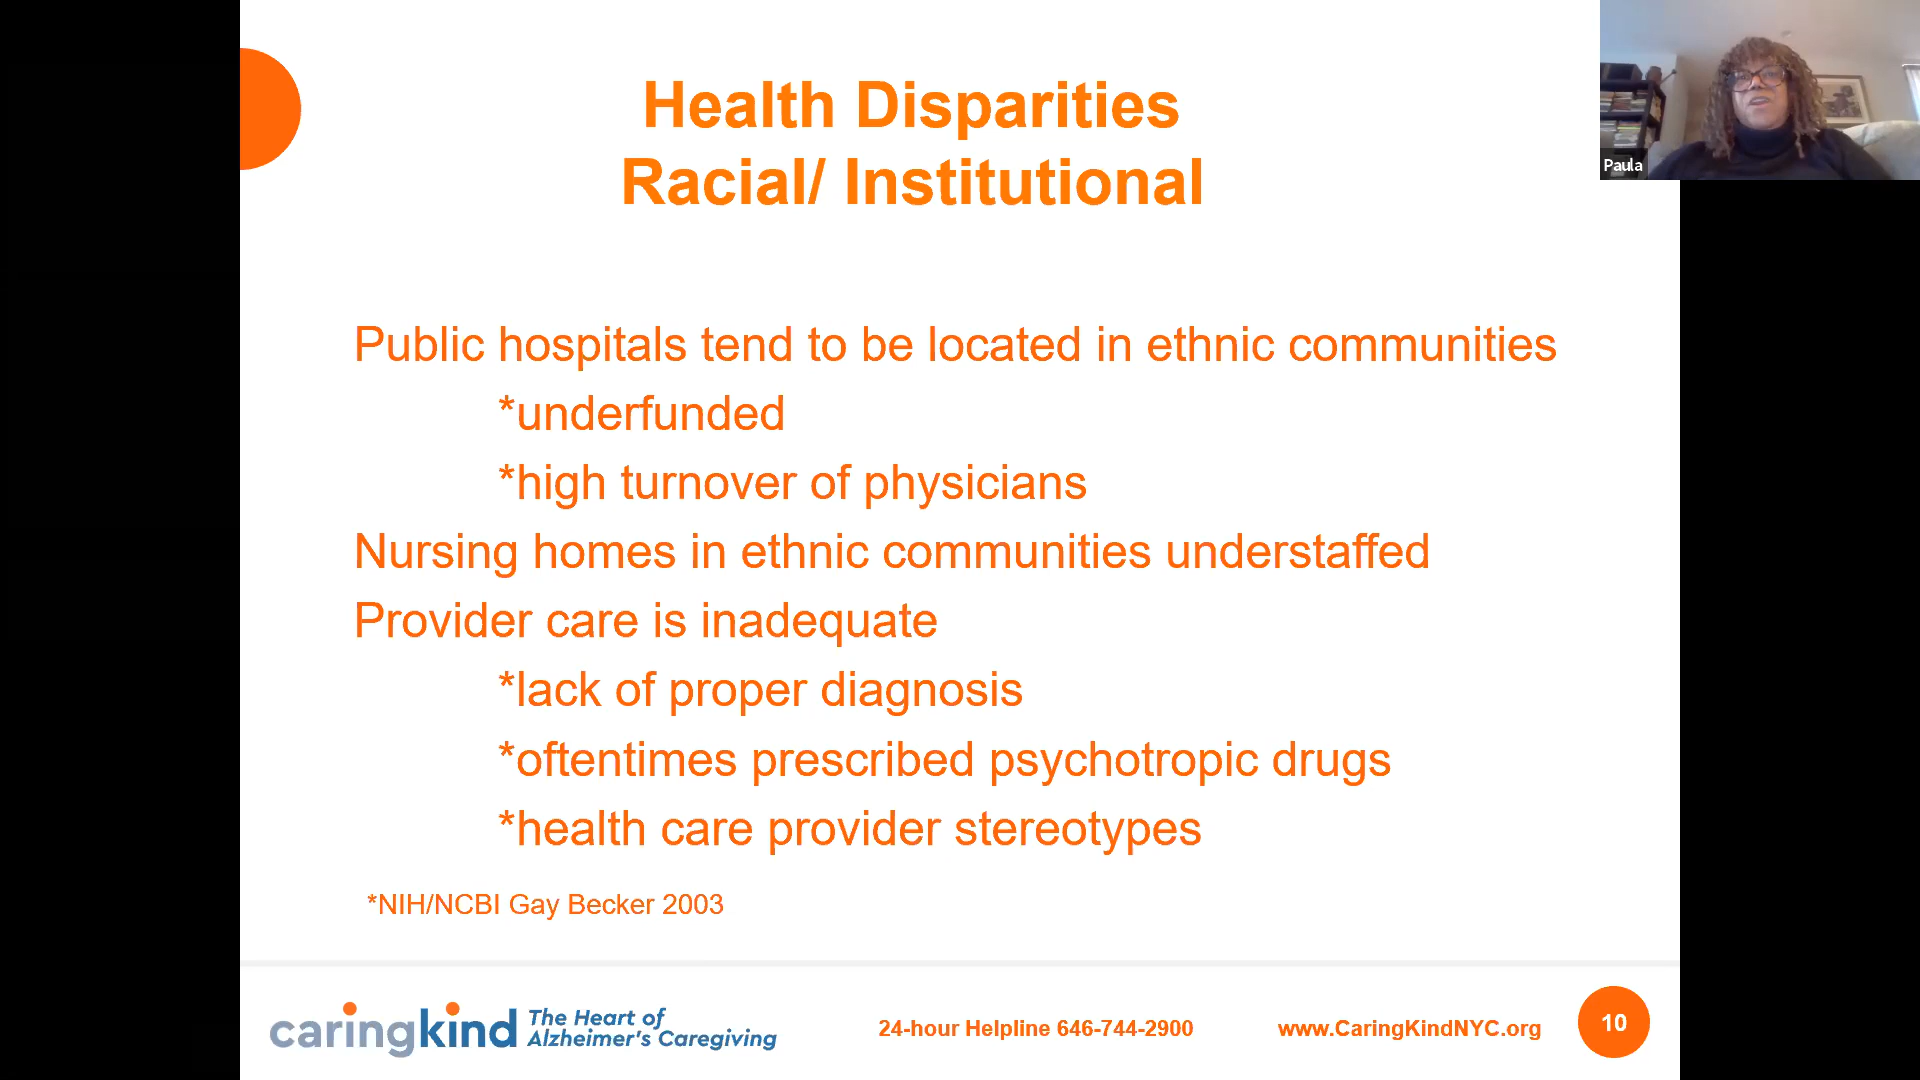 Health Disparities
Racial/ Institutional
Paula
Public hospitals tend to be located in ethnic communities
*underfunded
*high turnover of physicians
Nursing homes in ethnic communities understaffed
Provider care is inadequate
*lack of proper diagnosis
*oftentimes prescribed psychotropic drugs
*health care provider stereotypes
*NIH/NCBI Gay Becker 2003
caringkind
The Heart of
Alzheimer's Caregiving
24-hour Helpline 646-744-2900
www.CaringKindNYC.org
10